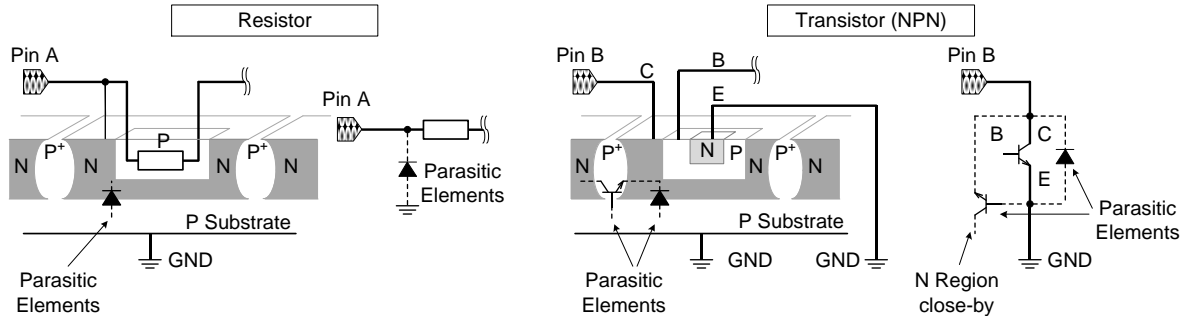 Resistor
Pin A
N
P+
N
P
N
P+
N
P Substrate
GND
Parasitic
Elements
Pin A
Parasitic
Elements
Transistor (NPN)
Pin B
C
B
E
N
P+
N
N
P
N
P+
N
P Substrate
GND
GND
Parasitic
Elements
Pin B
B
C
E
Parasitic
Elements
GND
N Region
close-by